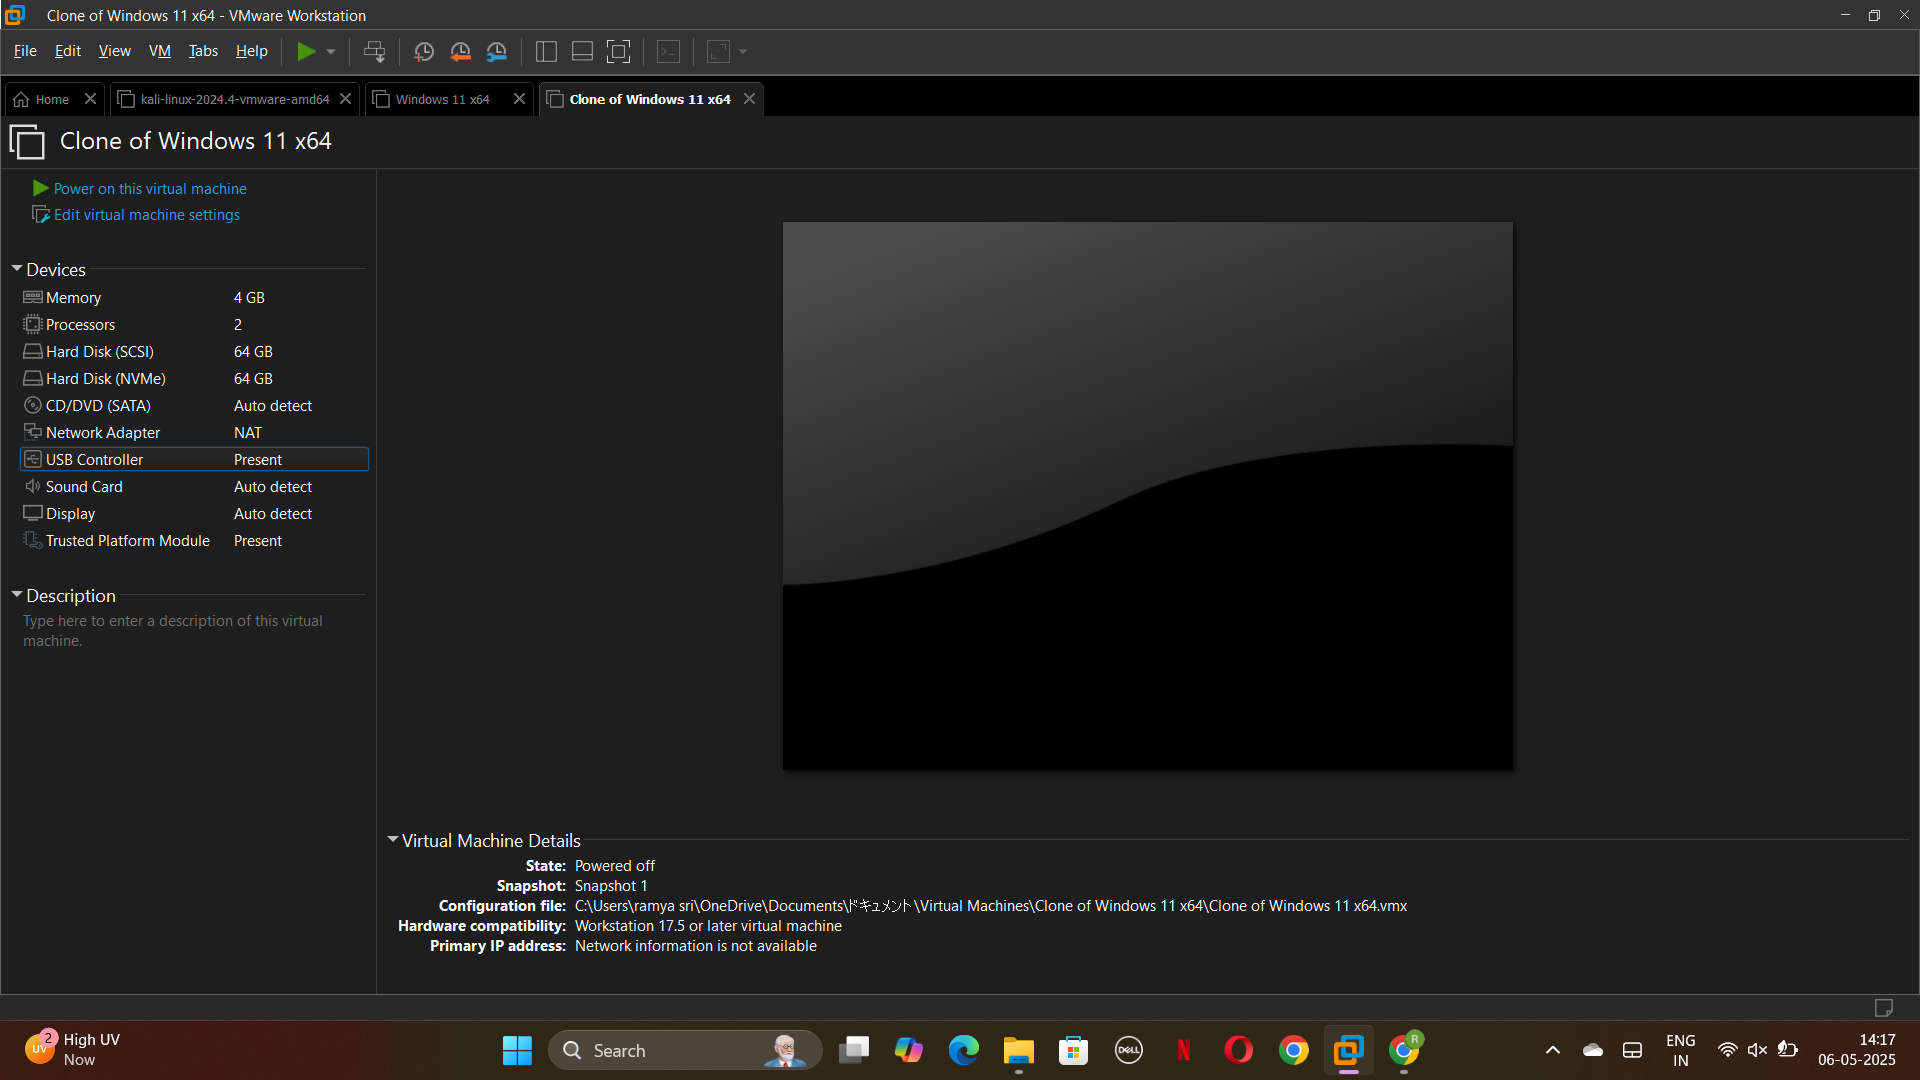 Clone of Windows 11 x64 - VMware Workstation
File Edit View VM Tabs Help
Home
kali-linux-2024.4-vmware-amd64
Windows 11 x64
Clone of Windows 11 x64
Clone of Windows 11 x64
Power on this virtual machine
Edit virtual machine settings
Devices
Memory 4 GB
Processors 2
Hard Disk (SCSI) 64 GB
Hard Disk (NVMe) 64 GB
CD/DVD (SATA) Auto detect
Network Adapter NAT
USB Controller Present
Sound Card Auto detect
Display Auto detect
Trusted Platform Module Present
Description
Type here to enter a description of this virtual
machine.
Virtual Machine Details
State: Powered off
Snapshot: Snapshot 1
Configuration file: C:\Users\ramya sri\OneDrive\Documents\ドキュメント\Virtual Machines\Clone of Windows 11 x64\Clone of Windows 11 x64.vmx
Hardware compatibility: Workstation 17.5 or later virtual machine
Primary IP address: Network information is not available
UV 2
High UV
Now
Search
DELL
N
R
ENG
IN
14:17
06-05-2025